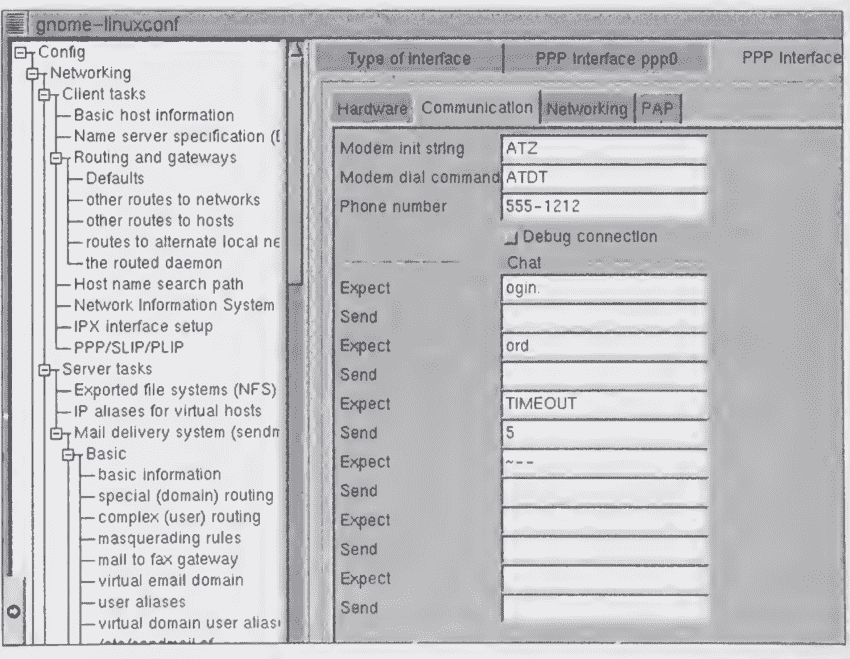 gnome-linuxconf
Config
Networking
Client tasks
Basic host information
Name server specification (
Routing and gateways
Defaults
other routes to networks
other routes to hosts
routes to alternate local ne
the routed daemon
Host name search path
Network Information System
IPX interface setup
PPP/SLIP/PLIP
Server tasks
Exported file systems (NFS)
IP aliases for virtual hosts
Mail delivery system (sendm
Basic
basic information
special (domain) routing
complex (user) routing
masquerading rules
mail to fax gateway
virtual email domain
user aliases
virtual domain user alias
Type of interface PPP Interface ppp0 PPP Interface
Hardware Communication Networking PAP
Modem init string ATZ
Modem dial command ATDT
Phone number 555-1212
Debug connection
Chat
Expect ogin:
Send
Expect ord
Send
Expect TIMEOUT
Send 5
Expect ~--
Send
Expect
Send
Expect
Send